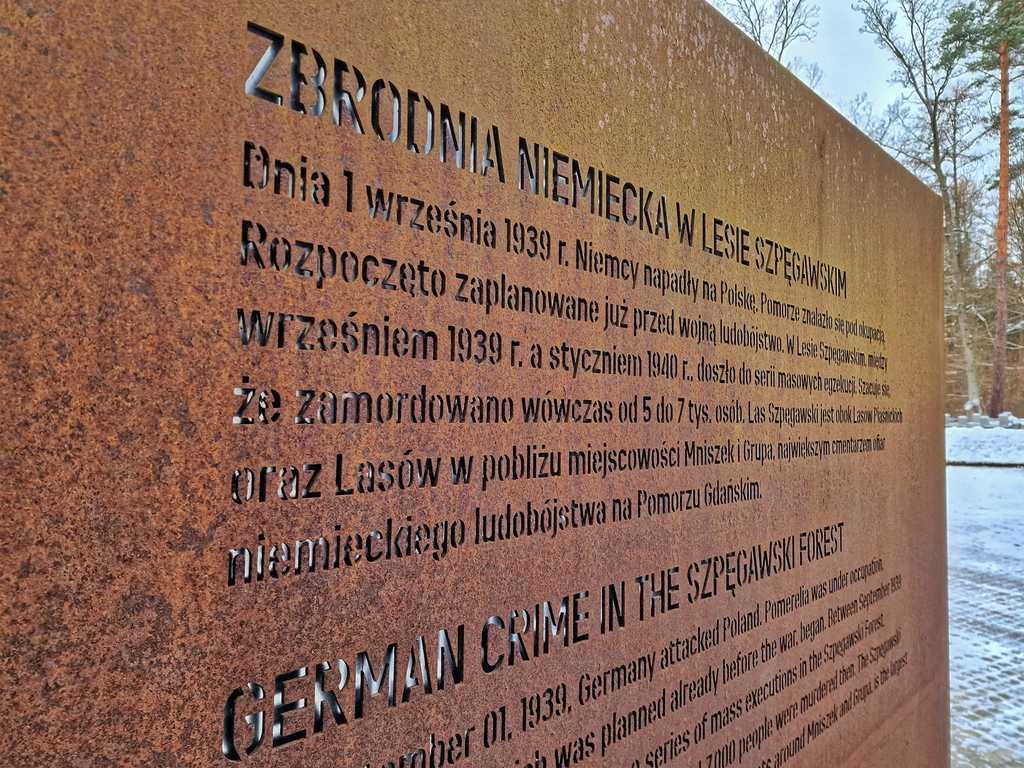 ZBRODNIA NIEMIECKA W LESIE SZPĘGAWSKIM
Dnia 1 września 1939 r. Niemcy napadły na Polskę. Pomorze znalazło się pod okupacją.
Rozpoczęto zaplanowane już przed wojną ludobójstwo. W Lesie Szpęgawskim, między
wrześniem 1939 r. a styczniem 1940 r., doszło do serii masowych egzekucji. Szacuje się,
że zamordowano wówczas od 5 do 7 tys. osób. Las Szpęgawski jest obok Lasów Piaśnickich
oraz Lasów w pobliżu miejscowości Mniszek i Grupa, największym cmentarzem ofiar
niemieckiego ludobójstwa na Pomorzu Gdańskim.
GERMAN CRIME IN THE SZPĘGAWSKI FOREST
01, 1939, Germany attacked Poland. Pomerelia was under occupation,
was planned already before the war, began. Between September 1939
series of mass executions in the Szpęgawski Forest.
7000 people were murdered then. The Szpęgawski
around Mniszek and Grupa, is the largest